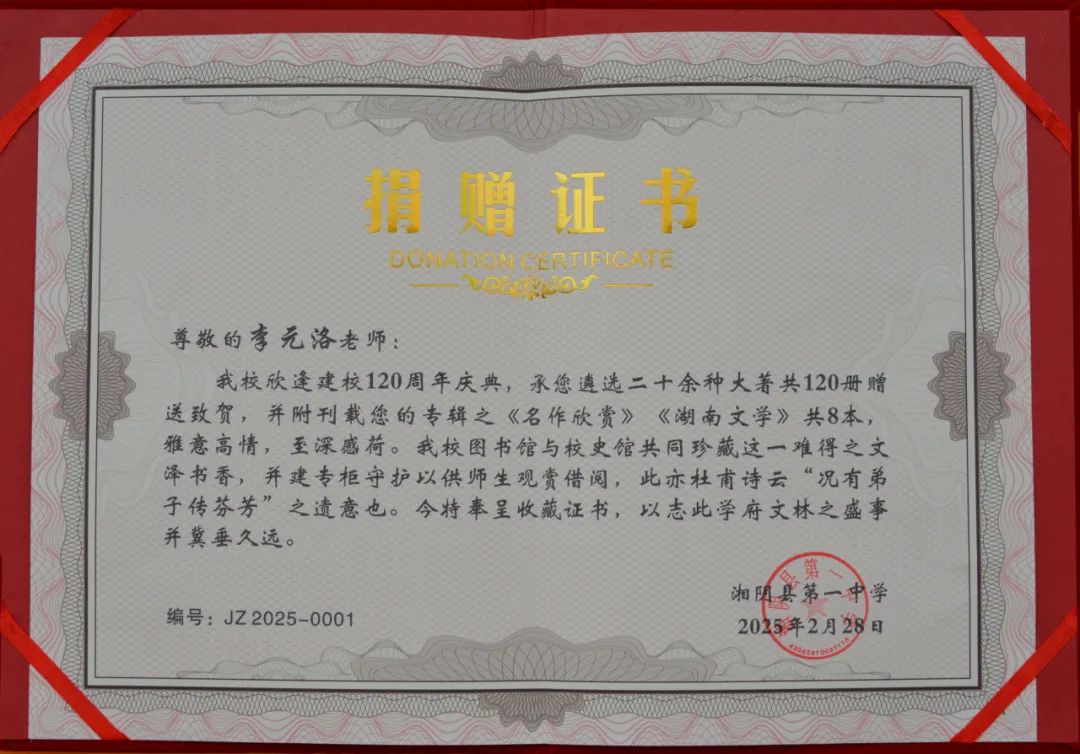 捐赠证书
DONATION CERTIFICATE
尊敬的李元洛老师：
我校欣逢建校120周年庆典，承您遴选二十余种大著共120册赠
送致贺，并附刊载您的专辑之《名作欣赏》《湖南文学》共8本，
雅意高情，至深感荷。我校图书馆与校史馆共同珍藏这一难得之文
泽书香，并建专柜守护以供师生观赏借阅，此亦杜甫诗云“况有弟
子传芬芳”之遗意也。今特奉呈收藏证书，以志此学府文林之盛事
并冀垂久远。
湘阴县第一中学
2025年2月28日
编号：JZ 2025-0001
湘阴县第一中学